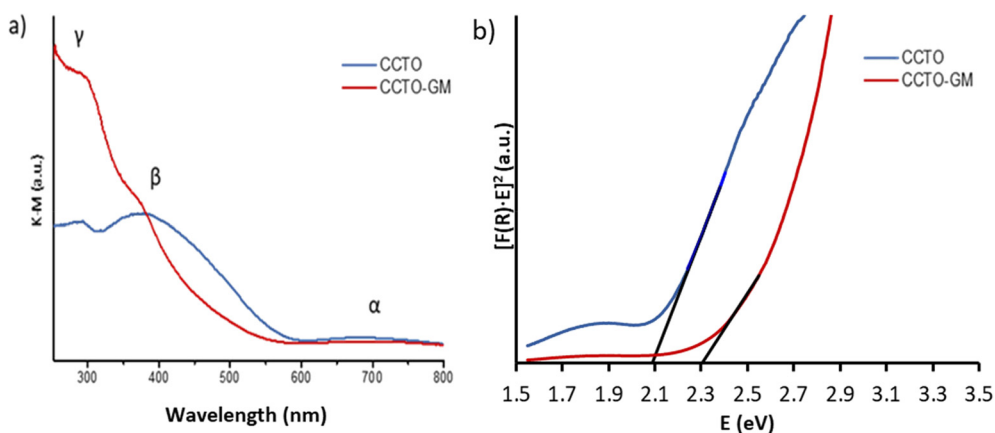 a)
γ
β
α
CCTO
CCTO-GM
K-M (a.u.)
300
400
500
600
700
800
Wavelength (nm)
b)
CCTO
CCTO-GM
[F(R)·E]² (a.u.)
1.5
1.7
1.9
2.1
2.3
2.5
2.7
2.9
3.1
3.3
3.5
E (eV)